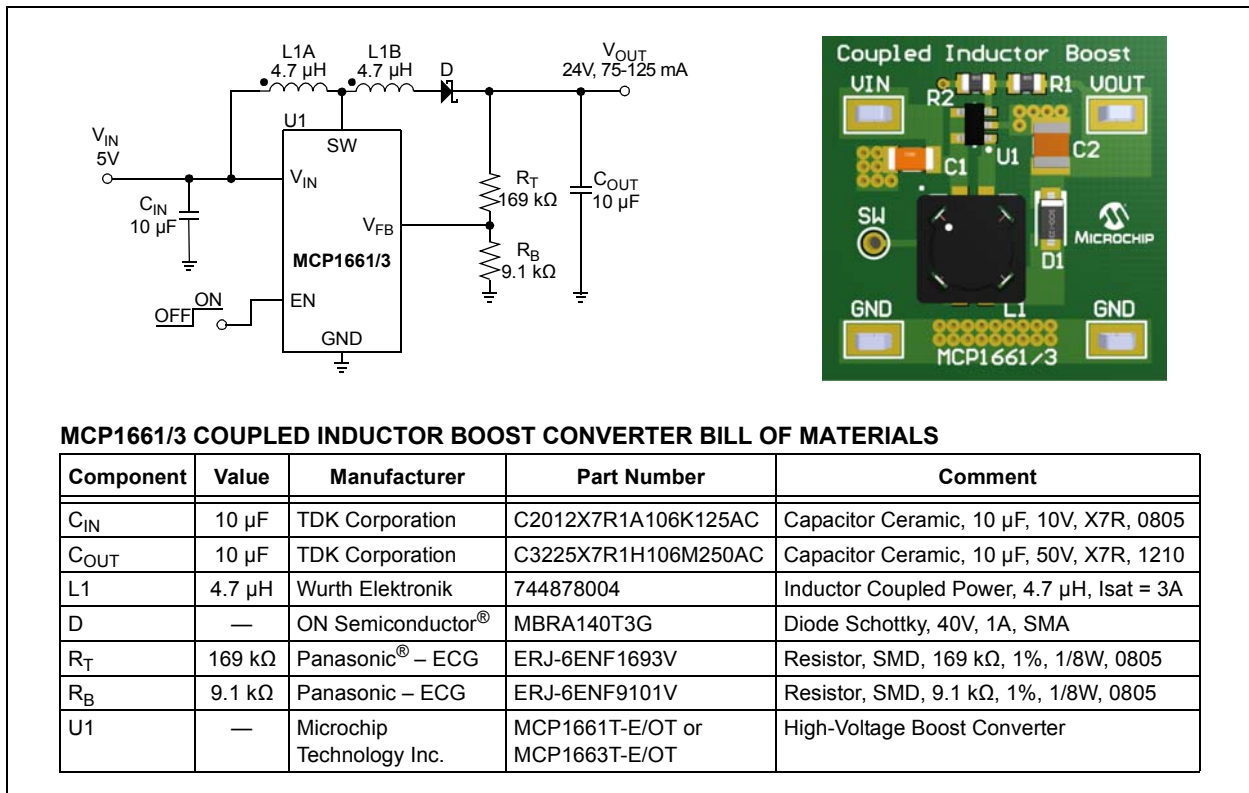 L1A
4.7 µH
L1B
4.7 µH
D
VOUT
24V, 75-125 mA
U1
SW
VIN
5V
VIN
CIN
10 µF
RT
169 kΩ
COUT
10 µF
VFB
MCP1661/3
RB
9.1 kΩ
EN
ON
OFF
GND
Coupled Inductor Boost
VIN
R2
R1
VOUT
C1
U1
C2
SW
MICROCHIP
D1
GND
L1
GND
MCP1661/3
MCP1661/3 COUPLED INDUCTOR BOOST CONVERTER BILL OF MATERIALS
Component Value Manufacturer Part Number Comment
CIN 10 µF TDK Corporation C2012X7R1A106K125AC Capacitor Ceramic, 10 µF, 10V, X7R, 0805
COUT 10 µF TDK Corporation C3225X7R1H106M250AC Capacitor Ceramic, 10 µF, 50V, X7R, 1210
L1 4.7 µH Wurth Elektronik 744878004 Inductor Coupled Power, 4.7 µH, Isat = 3A
D — ON Semiconductor® MBRA140T3G Diode Schottky, 40V, 1A, SMA
RT 169 kΩ Panasonic® – ECG ERJ-6ENF1693V Resistor, SMD, 169 kΩ, 1%, 1/8W, 0805
RB 9.1 kΩ Panasonic – ECG ERJ-6ENF9101V Resistor, SMD, 9.1 kΩ, 1%, 1/8W, 0805
U1 — Microchip MCP1661T-E/OT or High-Voltage Boost Converter
Technology Inc. MCP1663T-E/OT